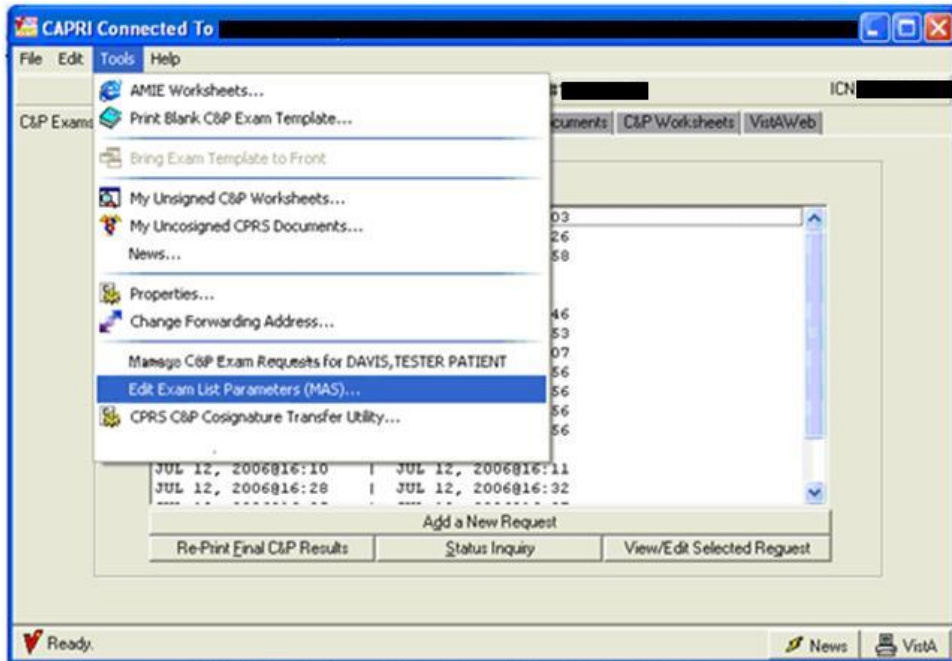 CAPRI Connected To
File Edit Tools Help
ICN
C&P Exams
AMIE Worksheets...
Print Blank C&P Exam Template...
Bring Exam Template to Front
My Unsigned C&P Worksheets...
My Uncosigned CPRS Documents...
News...
Properties...
Change Forwarding Address...
Manage C&P Exam Requests for DAVIS,TESTER PATIENT
Edit Exam List Parameters (MAS)...
CPRS C&P Cosignature Transfer Utility...
C&P Worksheets VistAWeb
03
26
58
46
53
07
56
56
56
56
JUL 12, 2006@16:10 | JUL 12, 2006@16:11
JUL 12, 2006@16:28 | JUL 12, 2006@16:32
Add a New Request
Re-Print Final C&P Results Status Inquiry View/Edit Selected Request
Ready. News VistA